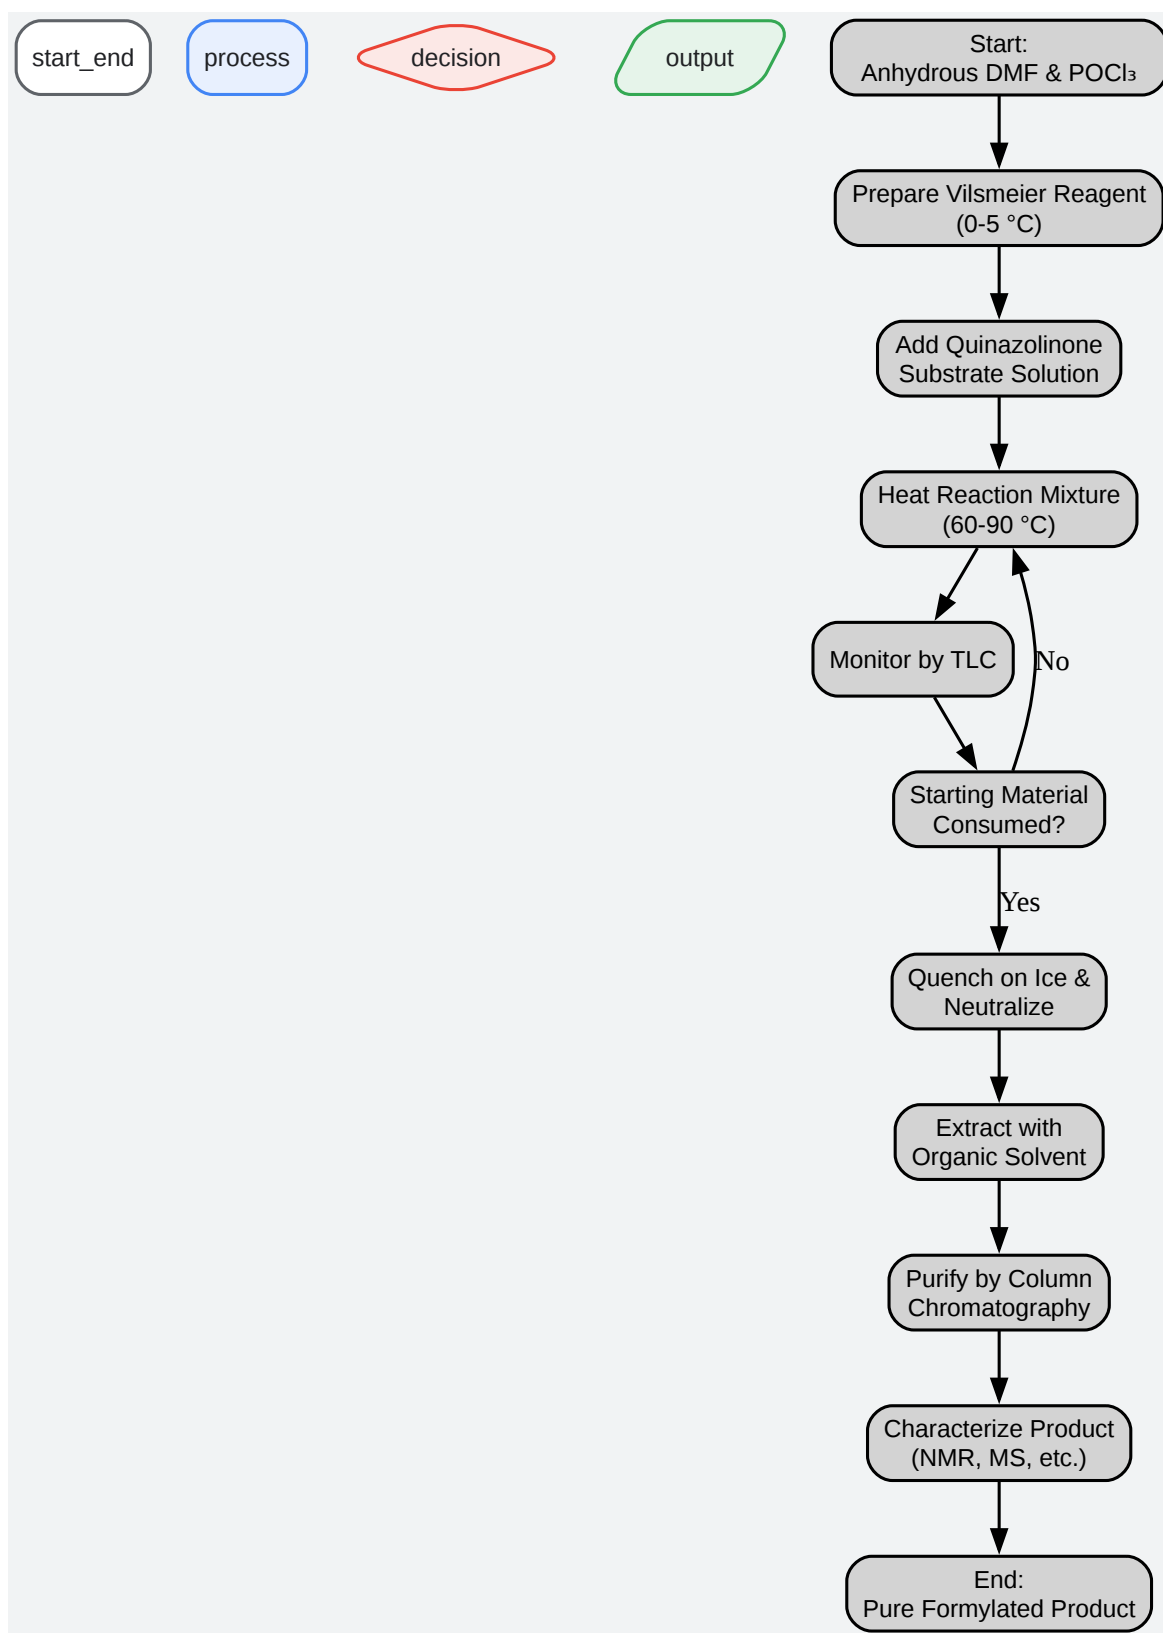 start_end
process
decision
output
Start:
Anhydrous DMF & POCl₃
Prepare Vilsmeier Reagent
(0-5 °C)
Add Quinazolinone
Substrate Solution
Heat Reaction Mixture
(60-90 °C)
Monitor by TLC
No
Starting Material
Consumed?
Yes
Quench on Ice &
Neutralize
Extract with
Organic Solvent
Purify by Column
Chromatography
Characterize Product
(NMR, MS, etc.)
End:
Pure Formylated Product